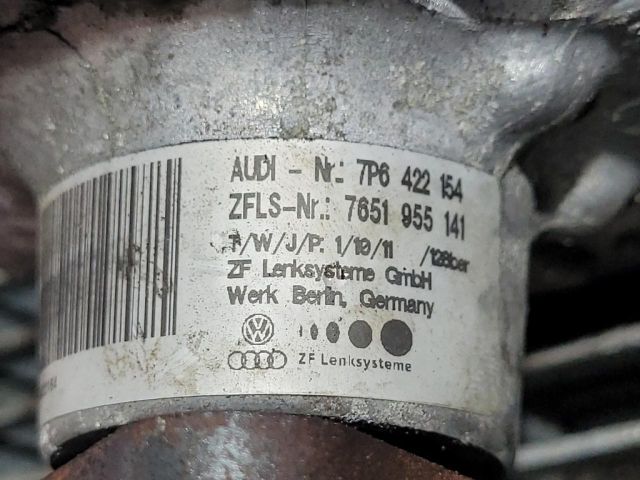 AUDI - Nr.: 7P6 422 154
ZFLS-Nr.: 7651 955 141
T/W/J/P: 1/10/11 /128bar
ZF Lenksysteme GmbH
Werk Berlin, Germany
ZF Lenksysteme